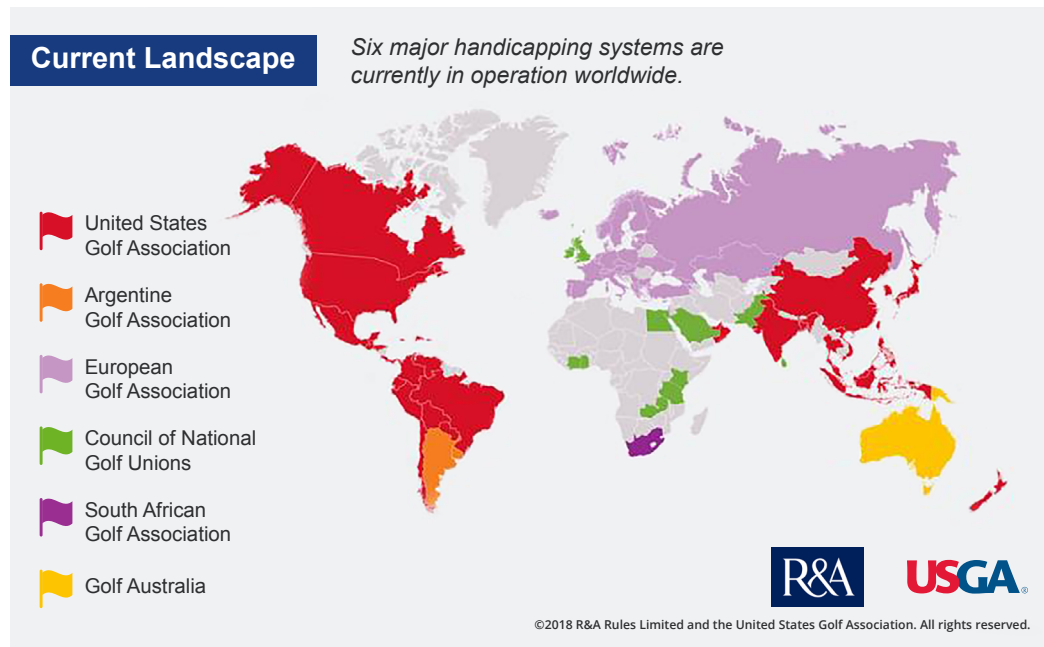 Current Landscape
Six major handicapping systems are
currently in operation worldwide.
United States
Golf Association
Argentine
Golf Association
European
Golf Association
Council of National
Golf Unions
South African
Golf Association
Golf Australia
R&A
USGA®
©2018 R&A Rules Limited and the United States Golf Association. All rights reserved.